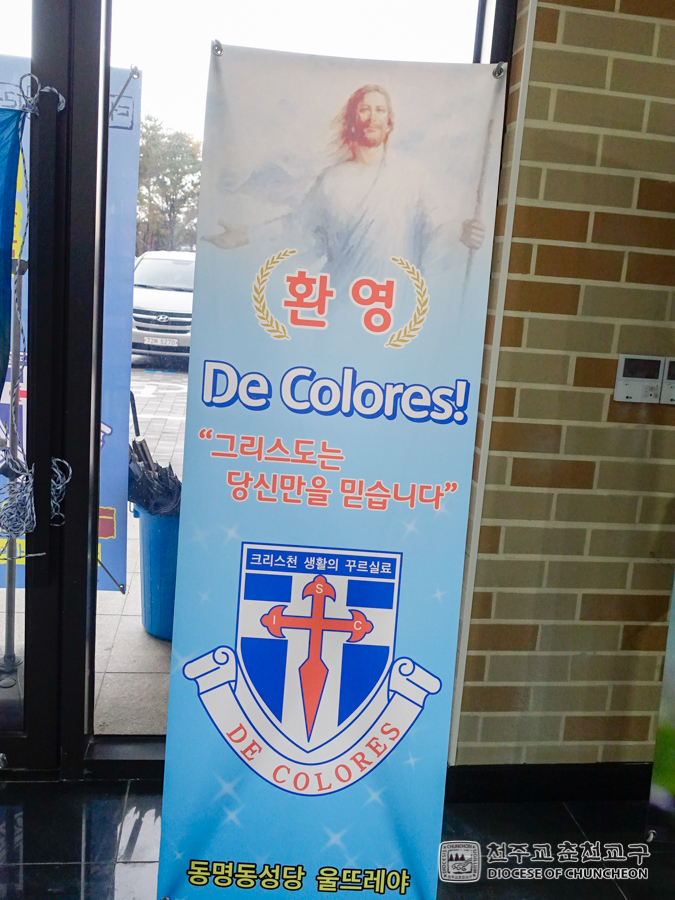 환영
De Colores!
“그리스도는
당신만을 믿습니다”
크리스천 생활의 꾸르실료
S
I C
DE COLORES
동명동성당 울뜨레야
천주교 춘천교구
DIOCESE OF CHUNCHEON